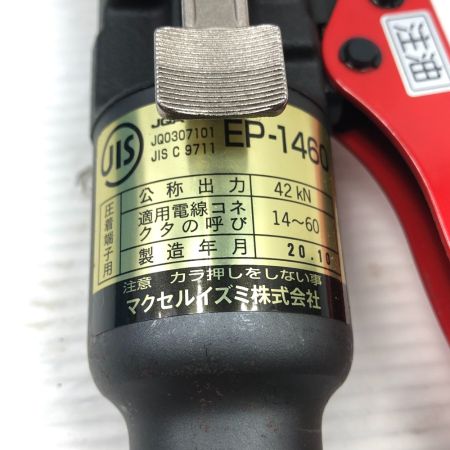 注油
JIS
JQA
JQ0307101
JIS C 9711
EP-1460
圧着端子用
公称出力 42 kN
適用電線コネクタの呼び 14～60
製造年月 20.10
注意 カラ押しをしない事
マクセルイズミ株式会社